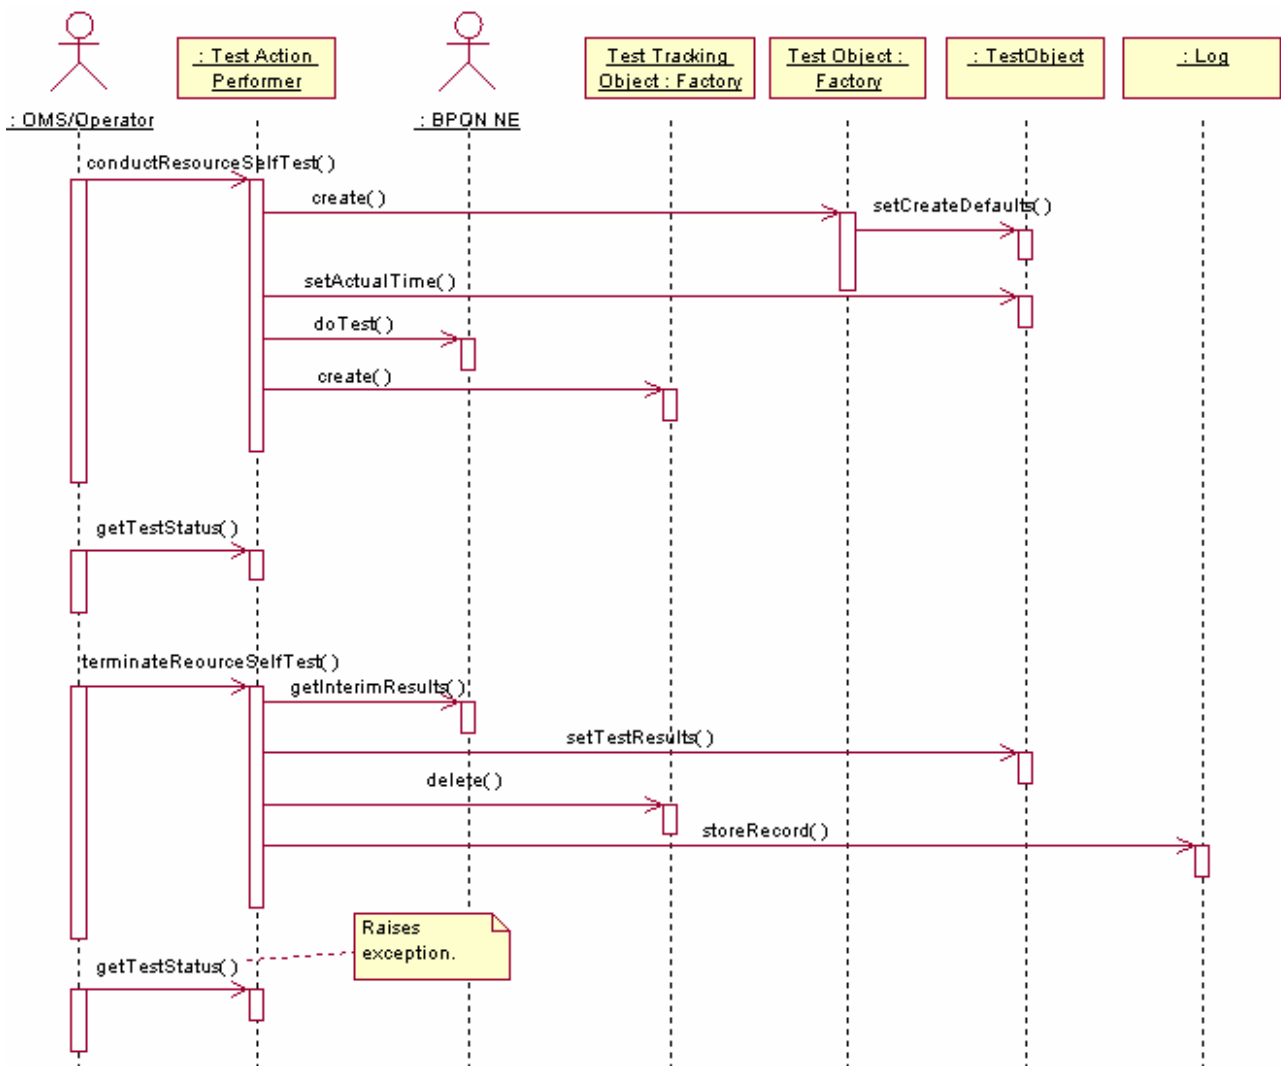 : Test Action
Performer
Test Tracking
Object : Factory
Test Object :
Factory
: TestObject
: Log
: OMS/Operator
: BPON NE
conductResourceSelfTest( )
create( )
setCreateDefaults( )
setActualTime( )
doTest( )
create( )
getTestStatus( )
terminateReourceSelfTest( )
getInterimResults( )
setTestResults( )
delete( )
storeRecord( )
Raises
exception.
getTestStatus( )